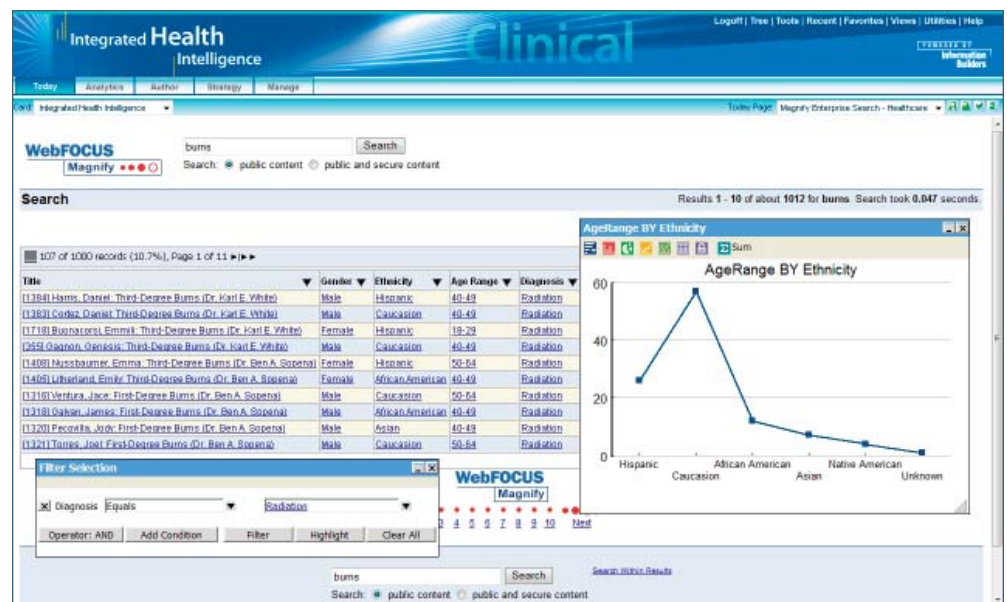 Integrated Health
Intelligence
Clinical
Logoff | Tree | Tools | Recent | Favorites | Views | Utilities | Help
POWERED BY
Information
Builders
Today Analytics Author Strategy Manage
Card: Integrated Health Intelligence
Today Page: Magnify Enterprise Search - Healthcare
WebFOCUS
Magnify
burns Search
Search: public content public and secure content
Search
Results 1 - 10 of about 1012 for burns. Search took 0.047 seconds.
107 of 1000 records (10.7%), Page 1 of 11
Title Gender Ethnicity Age Range Diagnosis
[1384] Harris, Daniel: Third-Degree Burns (Dr. Karl E. White) Male Hispanic 40-49 Radiation
[1383] Cortez, Daniel: Third-Degree Burns (Dr. Karl E. White) Male Caucasion 40-49 Radiation
[1718] Buonacorsi, Emmili: Third-Degree Burns (Dr. Karl E. White) Female Hispanic 18-29 Radiation
[355] Gagnon, Genesis: Third-Degree Burns (Dr. Karl E. White) Male Caucasion 40-49 Radiation
[1408] Nussbaumer, Emma: Third-Degree Burns (Dr. Ben A. Sopena) Female Hispanic 50-64 Radiation
[1405] Litherland, Emily: Third-Degree Burns (Dr. Ben A. Sopena) Female African American 40-49 Radiation
[1316] Ventura, Jace: First-Degree Burns (Dr. Ben A. Sopena) Male Caucasion 50-64 Radiation
[1318] Galvan, James: First-Degree Burns (Dr. Ben A. Sopena) Male African American 40-49 Radiation
[1320] Pecovilla, Jody: First-Degree Burns (Dr. Ben A. Sopena) Male Asian 40-49 Radiation
[1321] Torres, Joel: First-Degree Burns (Dr. Ben A. Sopena) Male Caucasion 50-64 Radiation
AgeRange BY Ethnicity
Sum
AgeRange BY Ethnicity
60
40
20
0
Hispanic African American Native American
Caucasion Asian Unknown
Filter Selection
Diagnosis Equals Radiation
Operator: AND Add Condition Filter Highlight Clear All
WebFOCUS
Magnify
3 4 5 6 7 8 9 10 Next
burns Search
Search Within Results
Search: public content public and secure content